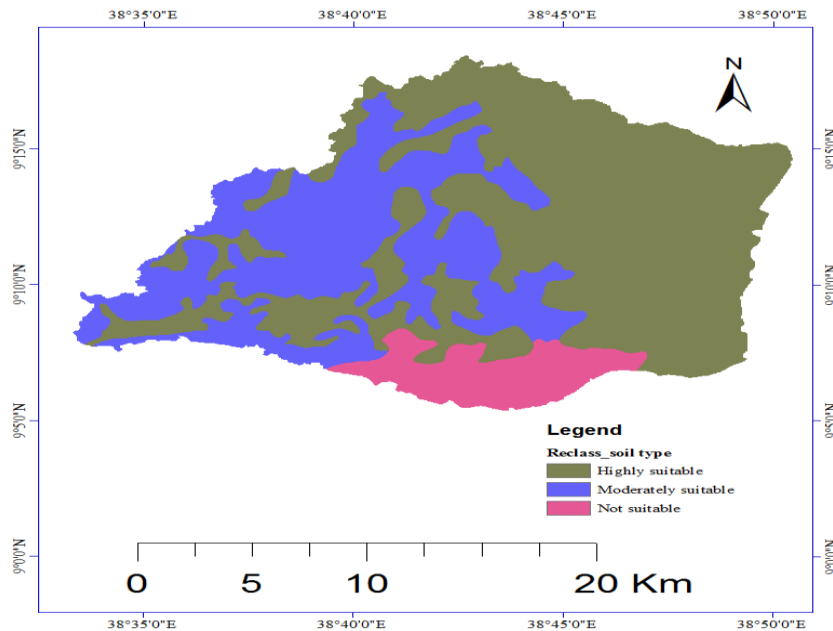 38°35'0"E 38°40'0"E 38°45'0"E 38°50'0"E
N
9°15'0"N 9°15'0"N
9°10'0"N 9°10'0"N
9°5'0"N 9°5'0"N
Legend
Reclass_soil type
Highly suitable
Moderately suitable
Not suitable
9°0'0"N 9°0'0"N
0 5 10 20 Km
38°35'0"E 38°40'0"E 38°45'0"E 38°50'0"E